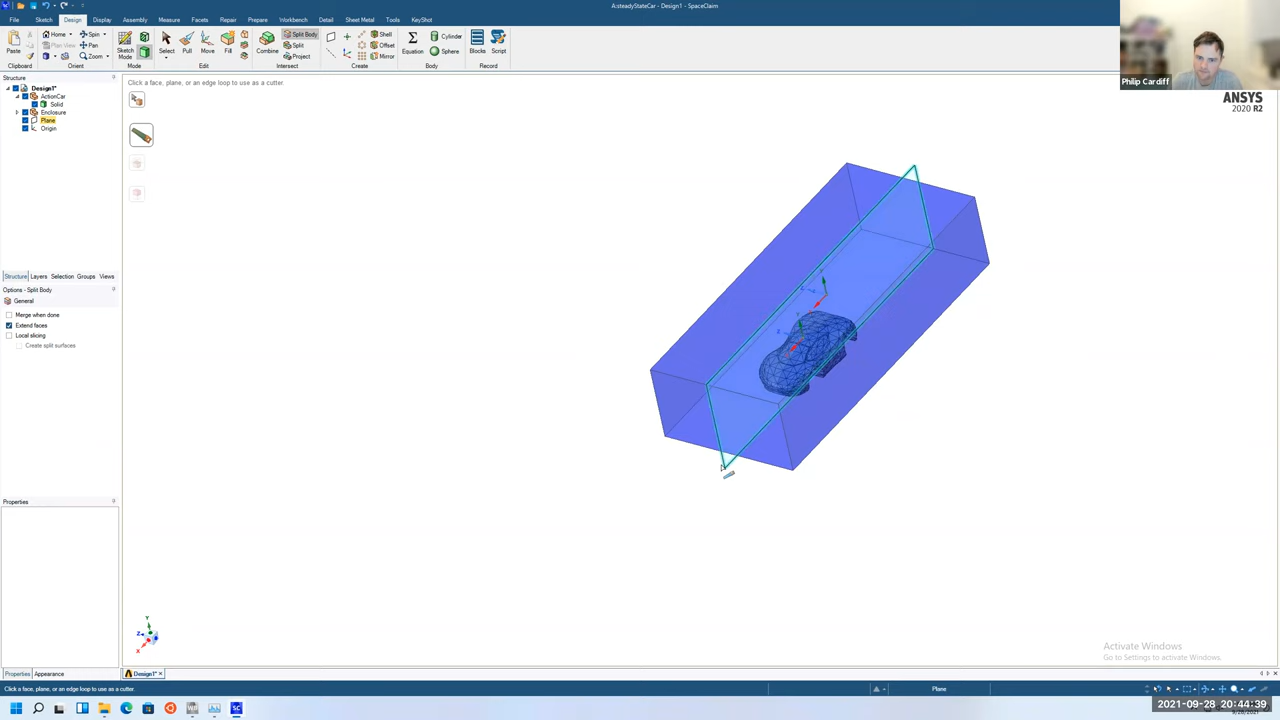 A:steadyStateCar - Design1 - SpaceClaim
File Sketch Design Display Assembly Measure Facets Repair Prepare Workbench Detail Sheet Metal Tools KeyShot
Paste
Clipboard
Home Spin
Plan View Pan
Zoom
Orient
Sketch Mode
Mode
Select Pull Move Fill
Edit
Combine
Split Body
Split
Project
Intersect
Shell
Offset
Mirror
Create
Equation
Cylinder
Sphere
Body
Blocks Script
Record
Philip Cardiff
ANSYS
2020 R2
Structure
Design1*
ActionCar
Solid
Enclosure
Plane
Origin
Click a face, plane, or an edge loop to use as a cutter.
Structure Layers Selection Groups Views
Options - Split Body
General
Merge when done
Extend faces
Local slicing
Create split surfaces
Properties
Y
Z
X
Activate Windows
Go to Settings to activate Windows.
Properties Appearance
Design1*
Click a face, plane, or an edge loop to use as a cutter.
Plane
SC
2021-09-28 20:44:39